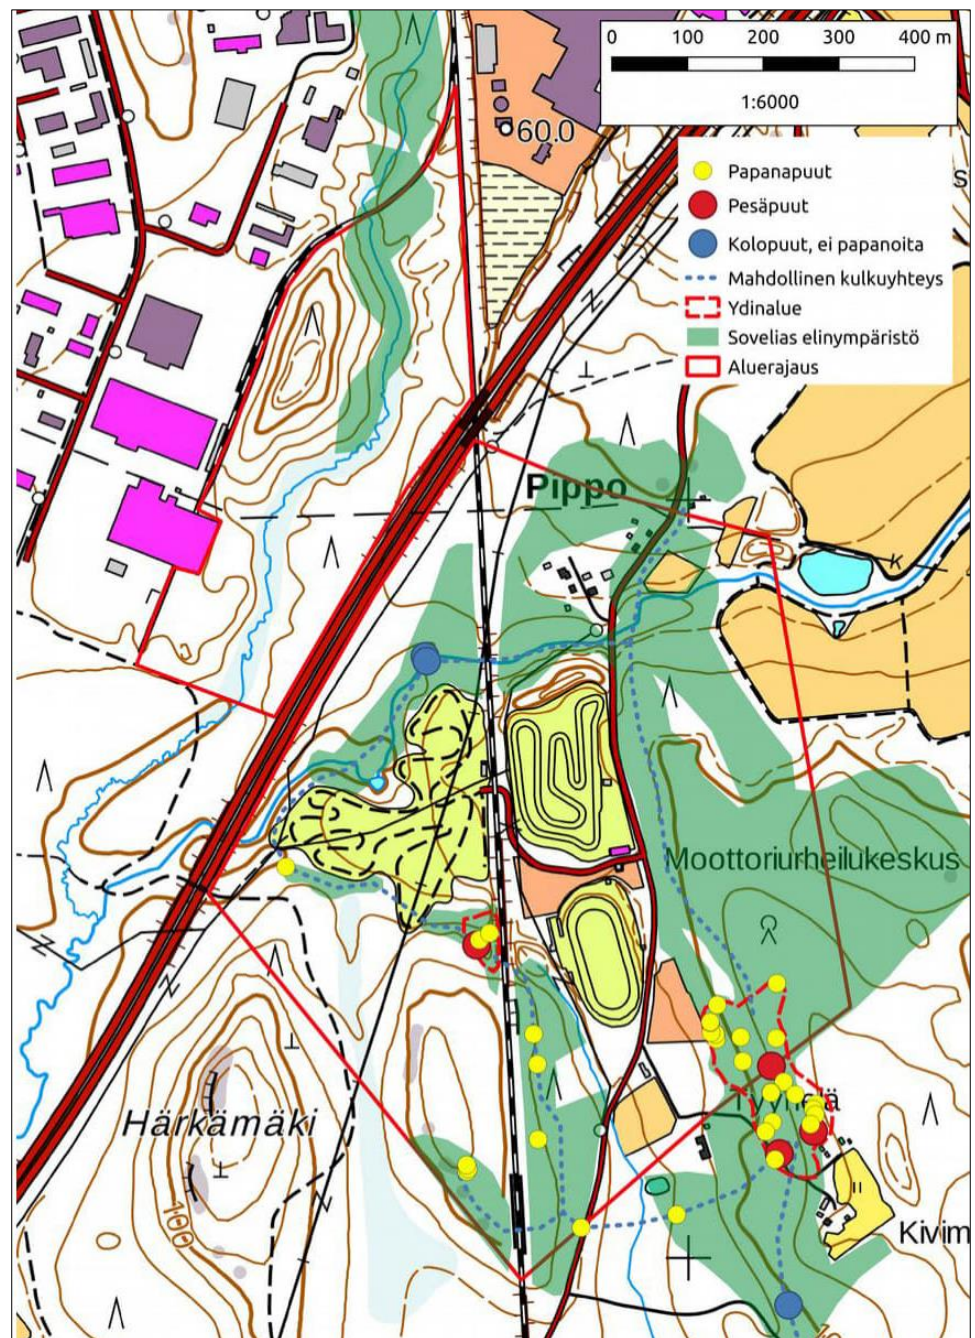 0 100 200 300 400 m
1:6000
60.0
Papanapuut
Pesäpuut
Kolopuut, ei papanoita
Mahdollinen kulkuyhteys
Ydinalue
Sovelias elinympäristö
Aluerajaus
Pippo
K
Moottoriurheilukeskus
Härkämäki
100
Kivim